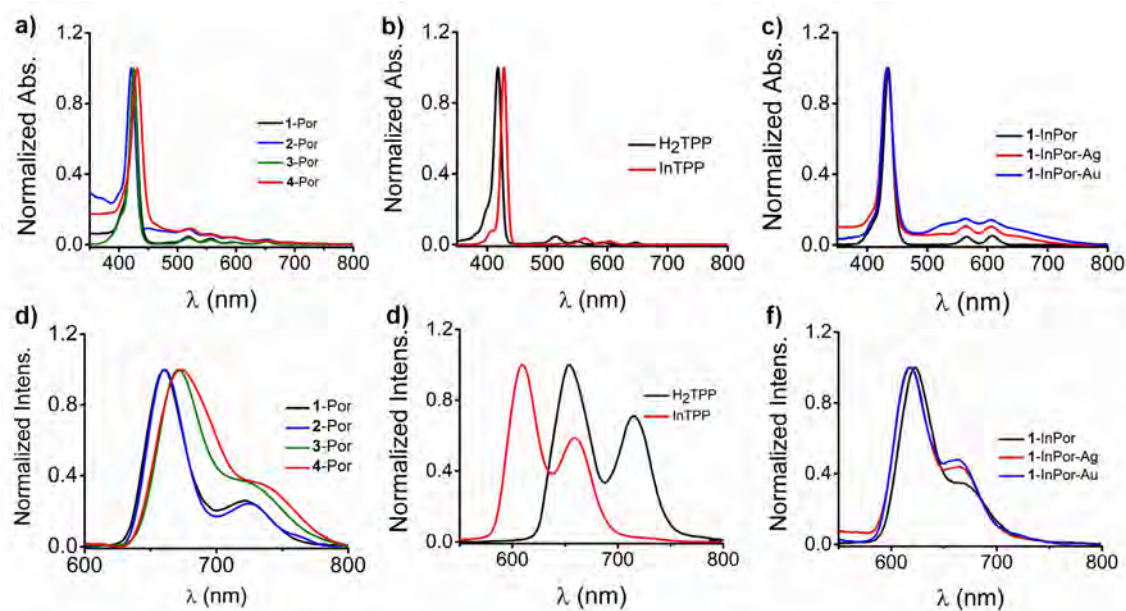 a)
Normalized Abs.
1.2
0.8
0.4
0.0
400 500 600 700 800
λ (nm)
1-Por
2-Por
3-Por
4-Por
b)
Normalized Abs.
1.2
0.8
0.4
0.0
400 500 600 700 800
λ (nm)
H₂TPP
InTPP
c)
Normalized Abs.
1.2
0.8
0.4
0.0
400 500 600 700 800
λ (nm)
1-InPor
1-InPor-Ag
1-InPor-Au
d)
Normalized Intens.
1.2
0.8
0.4
0.0
600 700 800
λ (nm)
1-Por
2-Por
3-Por
4-Por
d)
Normalized Intens.
1.2
0.8
0.4
0.0
600 700 800
λ (nm)
H₂TPP
InTPP
f)
Normalized Intens.
1.2
0.8
0.4
0.0
600 700 800
λ (nm)
1-InPor
1-InPor-Ag
1-InPor-Au